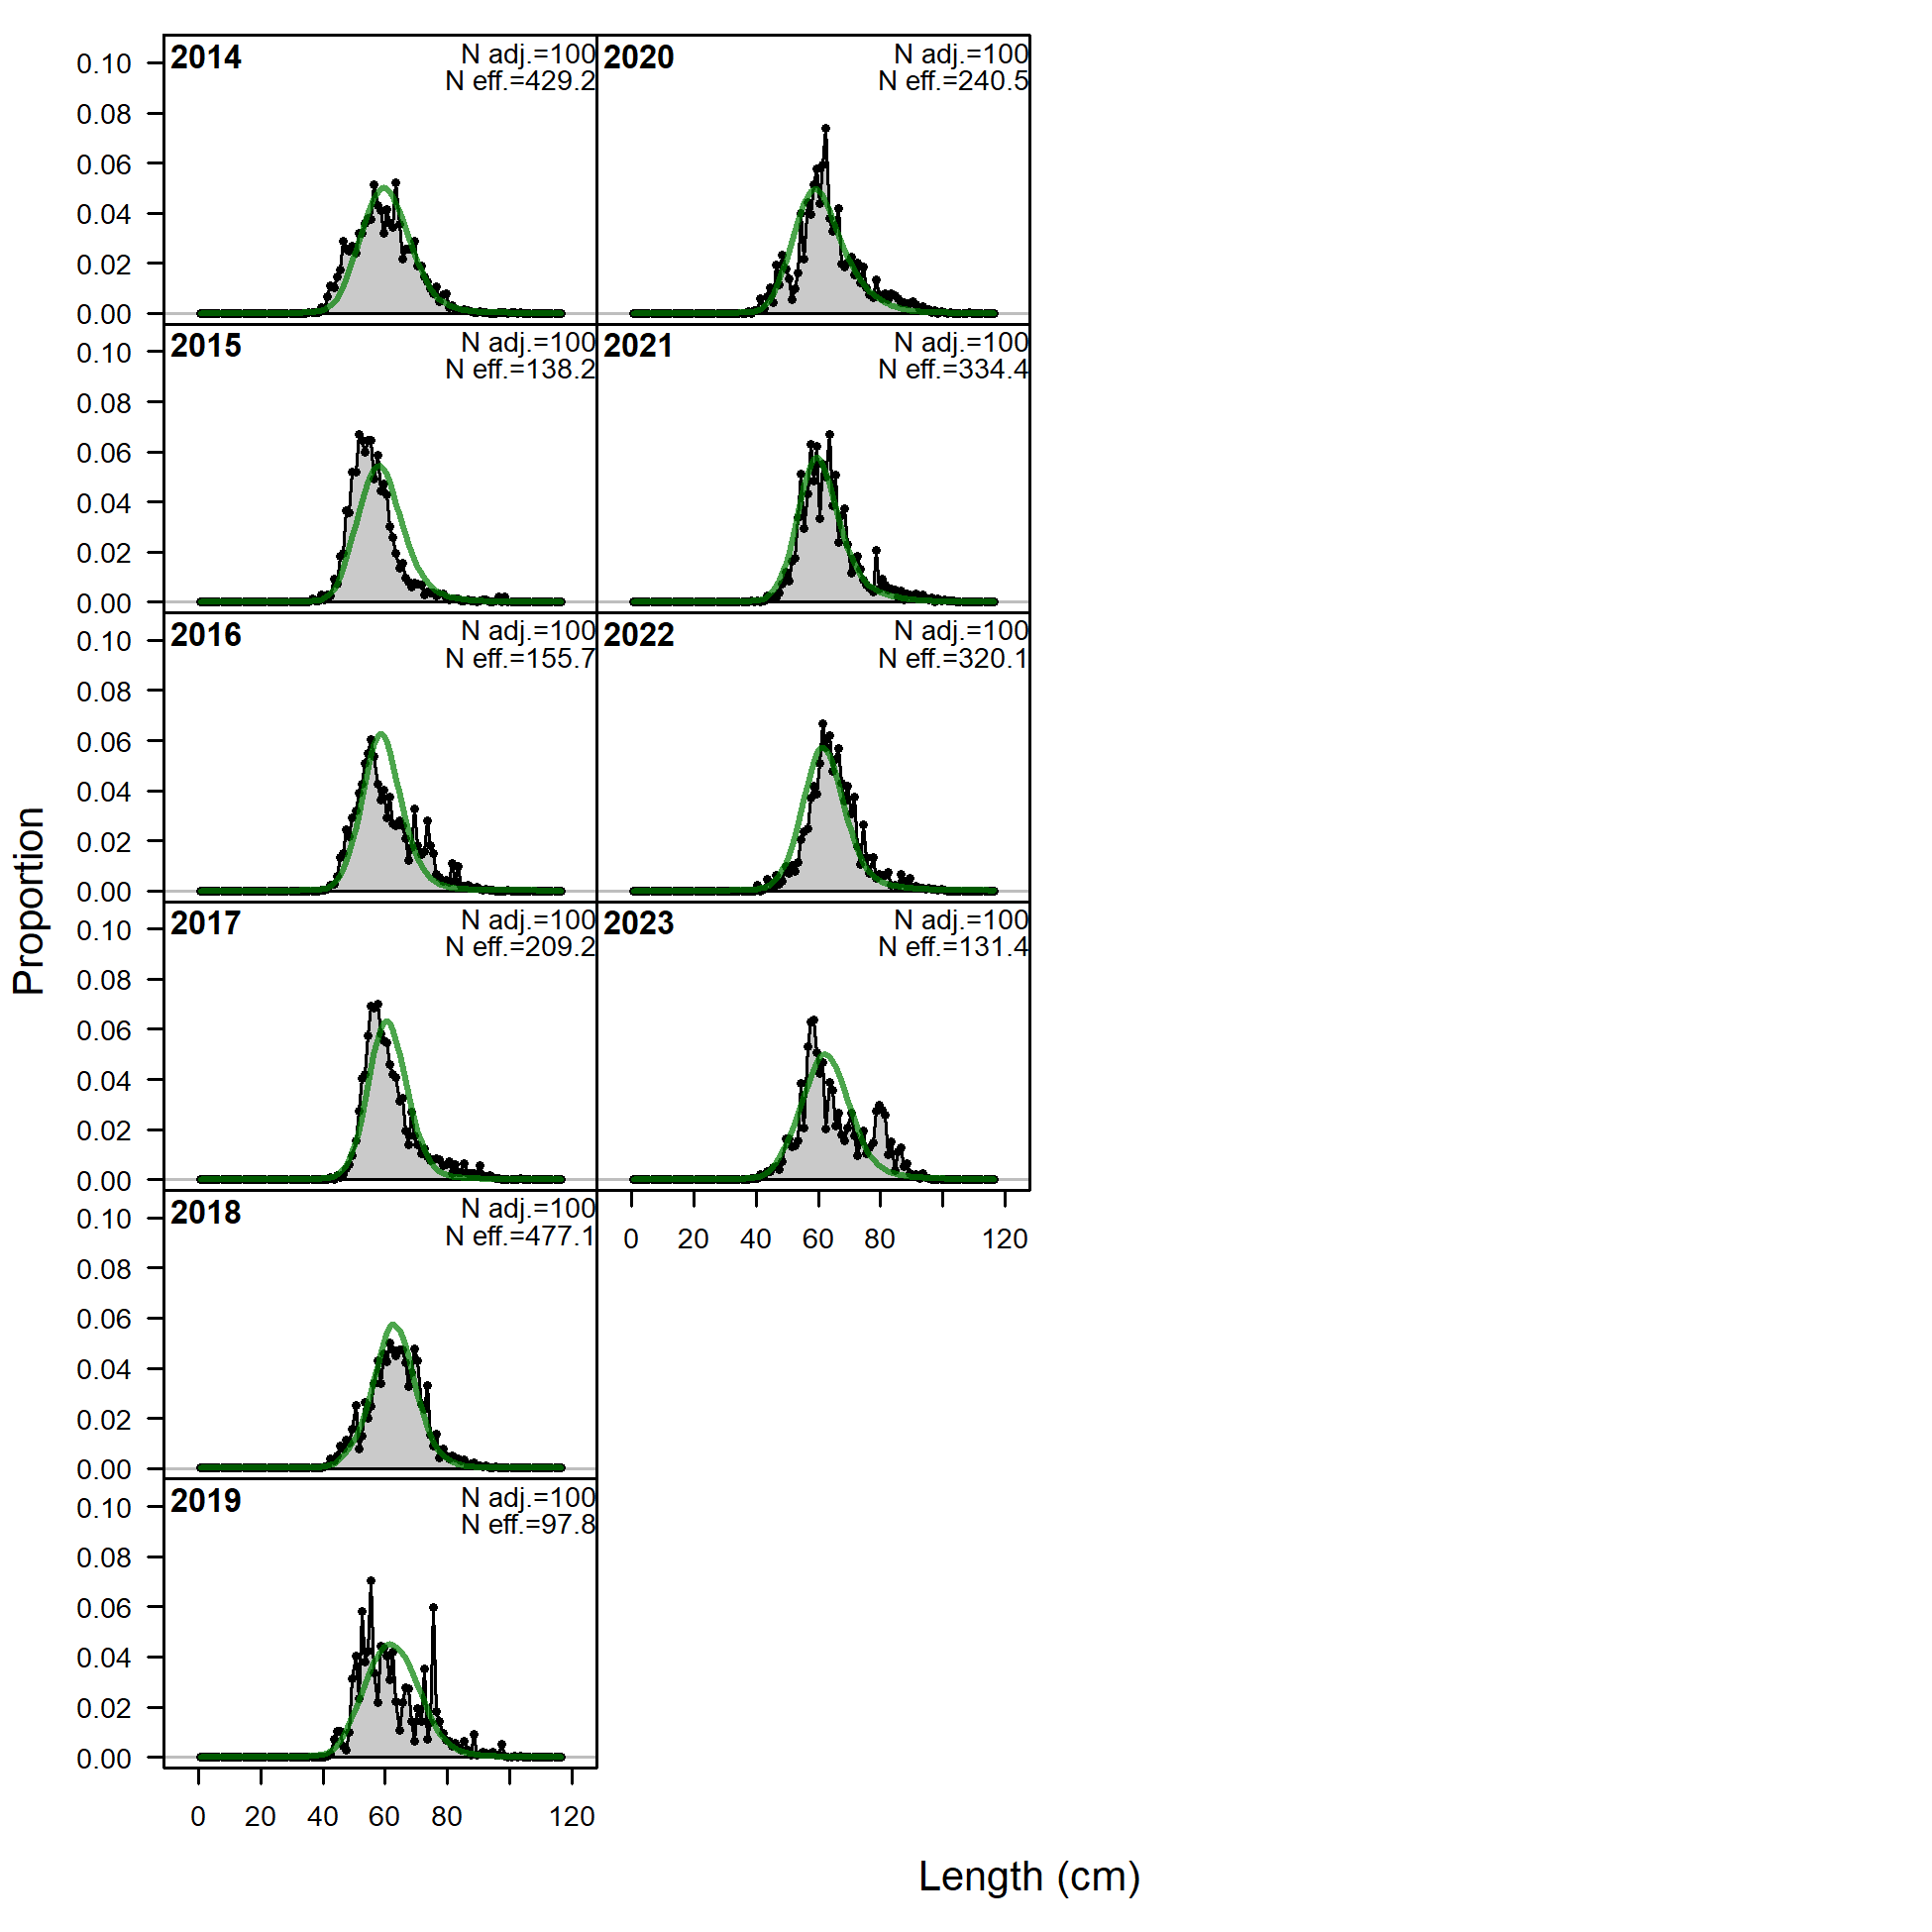 Proportion
2014
N adj.=100
N eff.=429.2
0.10
0.08
0.06
0.04
0.02
0.00
2015
N adj.=100
N eff.=138.2
0.10
0.08
0.06
0.04
0.02
0.00
2016
N adj.=100
N eff.=155.7
0.10
0.08
0.06
0.04
0.02
0.00
2017
N adj.=100
N eff.=209.2
0.10
0.08
0.06
0.04
0.02
0.00
2018
N adj.=100
N eff.=477.1
0.10
0.08
0.06
0.04
0.02
0.00
2019
N adj.=100
N eff.=97.8
0.10
0.08
0.06
0.04
0.02
0.00
0 20 40 60 80 120
2020
N adj.=100
N eff.=240.5
2021
N adj.=100
N eff.=334.4
2022
N adj.=100
N eff.=320.1
2023
N adj.=100
N eff.=131.4
0 20 40 60 80 120
Length (cm)